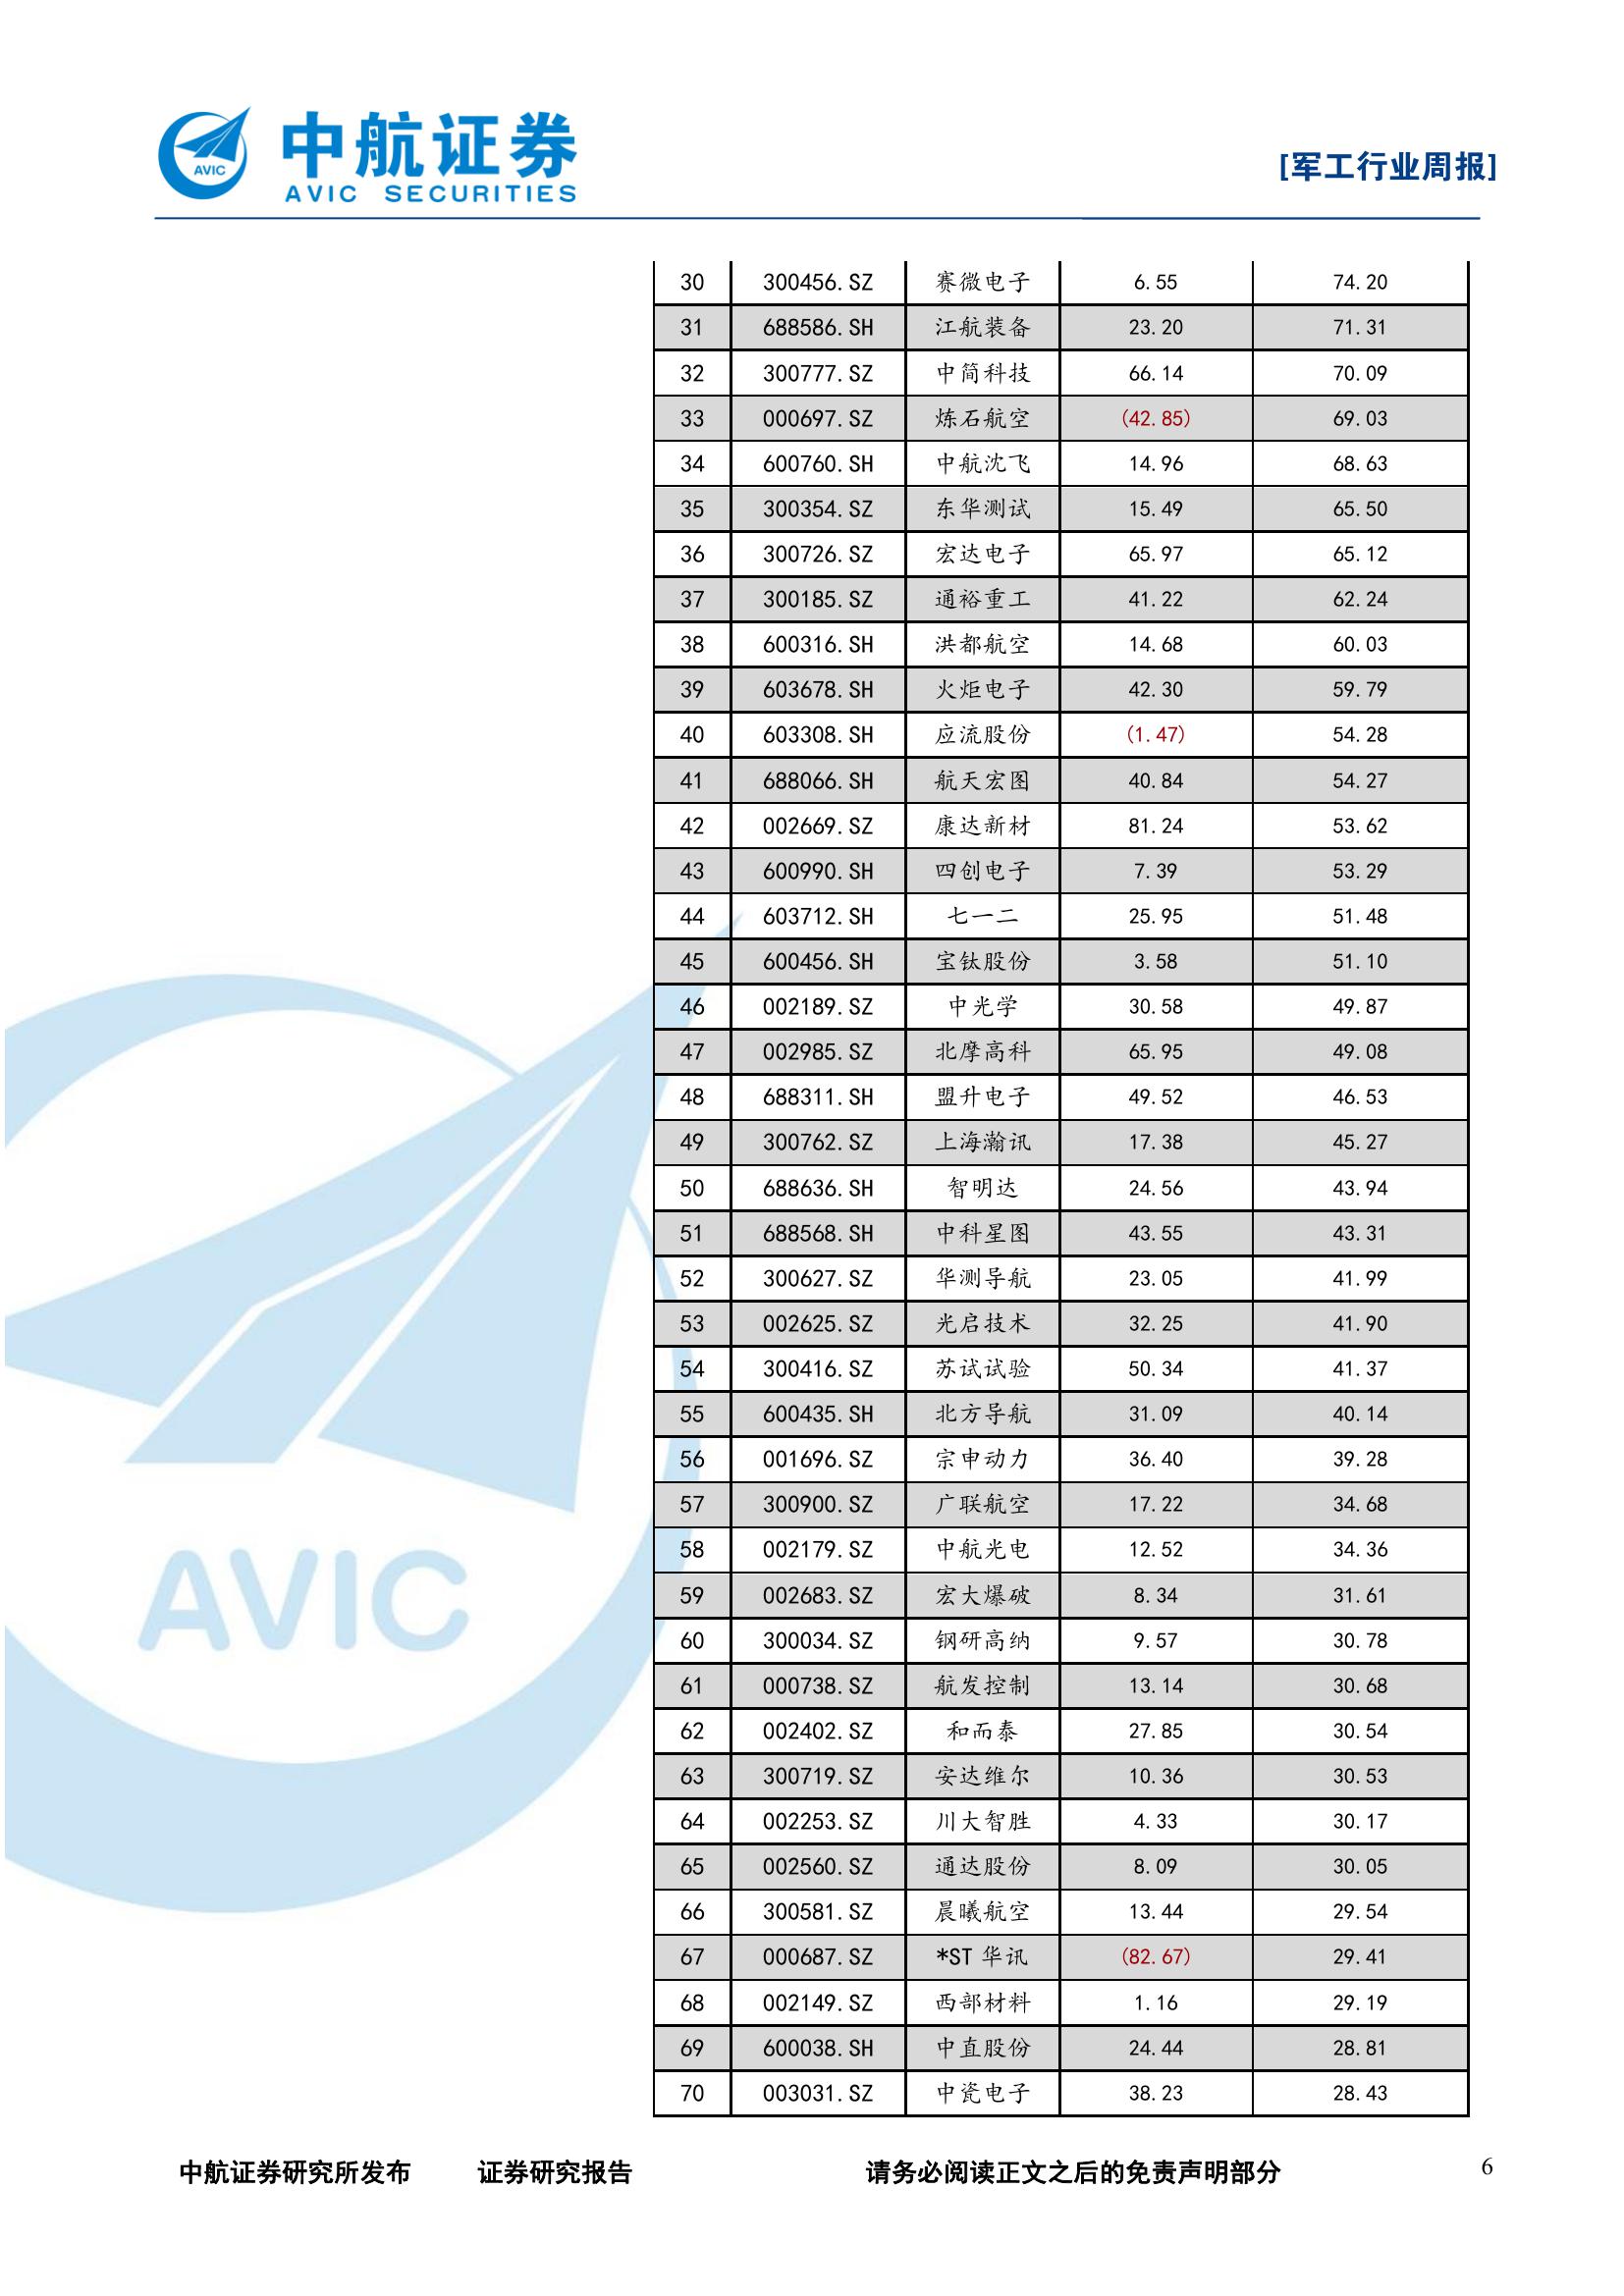 AVIC
中航证券
AVIC SECURITIES
[军工行业周报]
30 300456.SZ 赛微电子 6.55 74.20
31 688586.SH 江航装备 23.20 71.31
32 300777.SZ 中简科技 66.14 70.09
33 000697.SZ 炼石航空 (42.85) 69.03
34 600760.SH 中航沈飞 14.96 68.63
35 300354.SZ 东华测试 15.49 65.50
36 300726.SZ 宏达电子 65.97 65.12
37 300185.SZ 通裕重工 41.22 62.24
38 600316.SH 洪都航空 14.68 60.03
39 603678.SH 火炬电子 42.30 59.79
40 603308.SH 应流股份 (1.47) 54.28
41 688066.SH 航天宏图 40.84 54.27
42 002669.SZ 康达新材 81.24 53.62
43 600990.SH 四创电子 7.39 53.29
44 603712.SH 七一二 25.95 51.48
45 600456.SH 宝钛股份 3.58 51.10
46 002189.SZ 中光学 30.58 49.87
47 002985.SZ 北摩高科 65.95 49.08
48 688311.SH 盟升电子 49.52 46.53
49 300762.SZ 上海瀚讯 17.38 45.27
50 688636.SH 智明达 24.56 43.94
51 688568.SH 中科星图 43.55 43.31
52 300627.SZ 华测导航 23.05 41.99
53 002625.SZ 光启技术 32.25 41.90
54 300416.SZ 苏试试验 50.34 41.37
55 600435.SH 北方导航 31.09 40.14
56 001696.SZ 宗申动力 36.40 39.28
57 300900.SZ 广联航空 17.22 34.68
58 002179.SZ 中航光电 12.52 34.36
59 002683.SZ 宏大爆破 8.34 31.61
60 300034.SZ 钢研高纳 9.57 30.78
61 000738.SZ 航发控制 13.14 30.68
62 002402.SZ 和而泰 27.85 30.54
63 300719.SZ 安达维尔 10.36 30.53
64 002253.SZ 川大智胜 4.33 30.17
65 002560.SZ 通达股份 8.09 30.05
66 300581.SZ 晨曦航空 13.44 29.54
67 000687.SZ *ST 华讯 (82.67) 29.41
68 002149.SZ 西部材料 1.16 29.19
69 600038.SH 中直股份 24.44 28.81
70 003031.SZ 中瓷电子 38.23 28.43
AVIC
中航证券研究所发布 证券研究报告 请务必阅读正文之后的免责声明部分 6